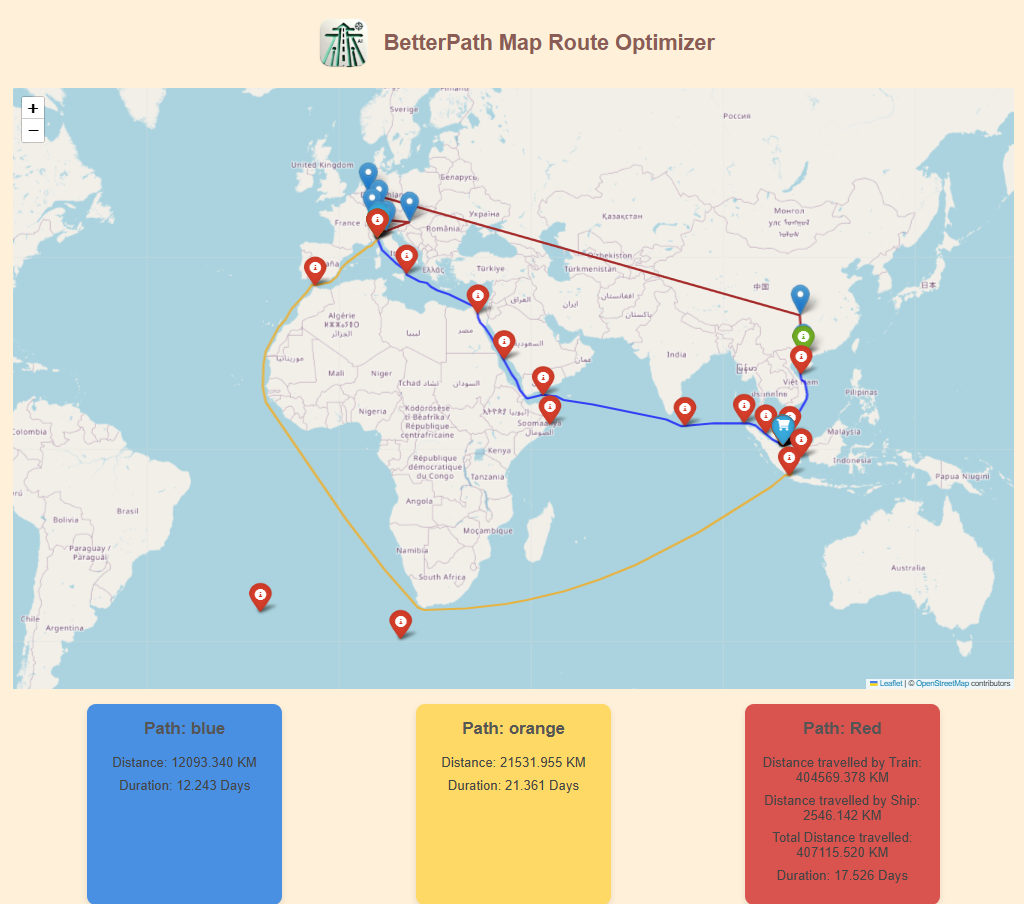 BetterPath Map Route Optimizer
+
−
Sverige
Россия
United Kingdom
Беларусь
France
Україна
România
Қазақстан
Монгол
улс
Türkiye
Türkmenistan
中国
日本
Ελλάς
Algérie
ⵍⵣⵣⴰⵢⴻⵔ
الجزائر
ليبيا
مصر
السعودية
العراق
ایران
افغانستان
پاکستان
عمان
India
موريتانيا
Mali
Niger
Tchad تشاد
السودان
Nigeria
Ködörösêse
tî Bêafrîka /
République
centrafricaine
Soomaaliya
الصومال
Kenya
République
démocratique
du Congo
Tanzania
Angola
Moçambique
Namibia
South Africa
Việt Nam
Pilipinas
Malaysia
Indonesia
Papua Niugini
Australia
Colombia
Brasil
Bolivia
Paraguay /
Paraguái
Chile
Argentina
Leaflet | © OpenStreetMap contributors
Path: blue
Distance: 12093.340 KM
Duration: 12.243 Days
Path: orange
Distance: 21531.955 KM
Duration: 21.361 Days
Path: Red
Distance travelled by Train:
404569.378 KM
Distance travelled by Ship:
2546.142 KM
Total Distance travelled:
407115.520 KM
Duration: 17.526 Days